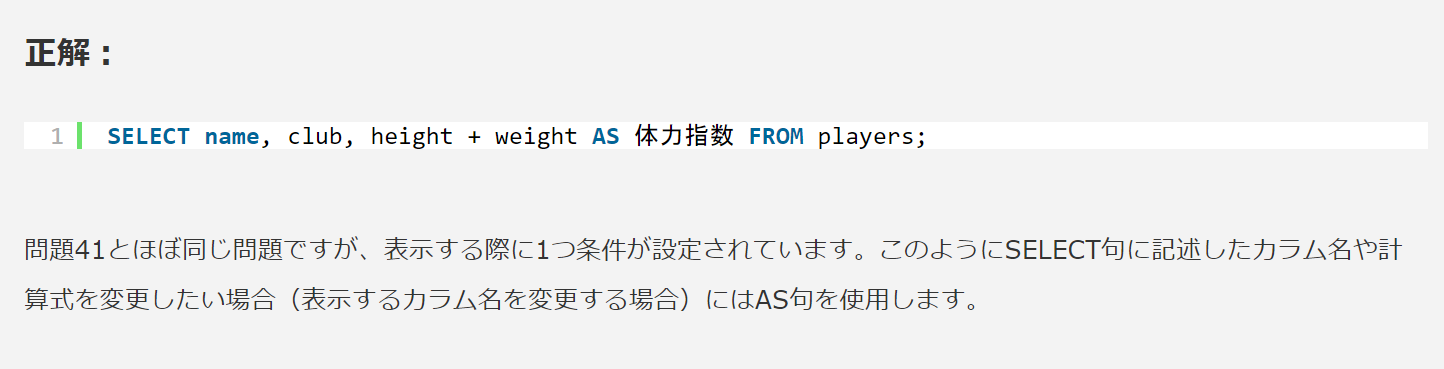 正解：
1 SELECT name, club, height + weight AS 体力指数 FROM players;
問題41とほぼ同じ問題ですが、表示する際に1つ条件が設定されています。このようにSELECT句に記述したカラム名や計
算式を変更したい場合（表示するカラム名を変更する場合）にはAS句を使用します。